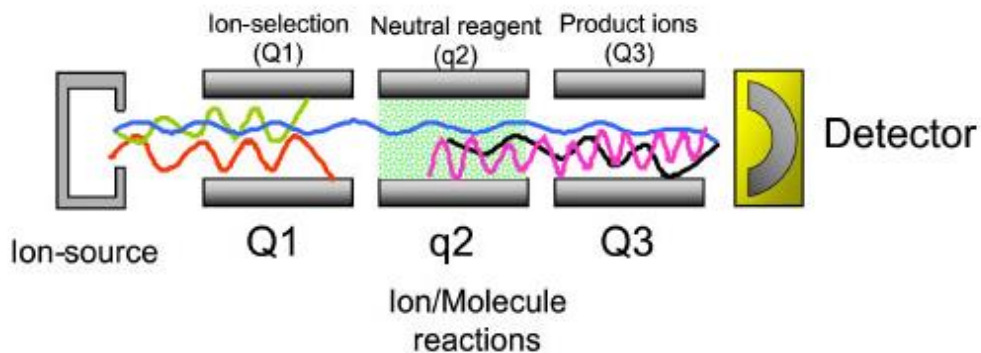 Ion-selection
(Q1)
Neutral reagent
(q2)
Product ions
(Q3)
Detector
Ion-source
Q1
q2
Q3
Ion/Molecule
reactions